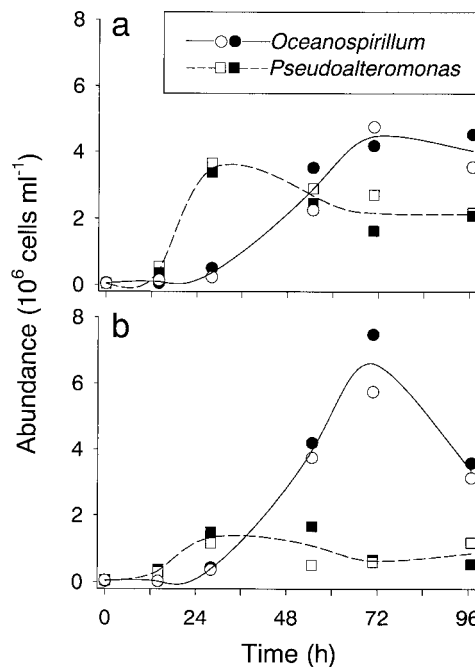 a
Oceanospirillum
Pseudoalteromonas
8
6
4
2
0
b
8
6
4
2
0
0 24 48 72 96
Abundance (10⁶ cells ml⁻¹)
Time (h)